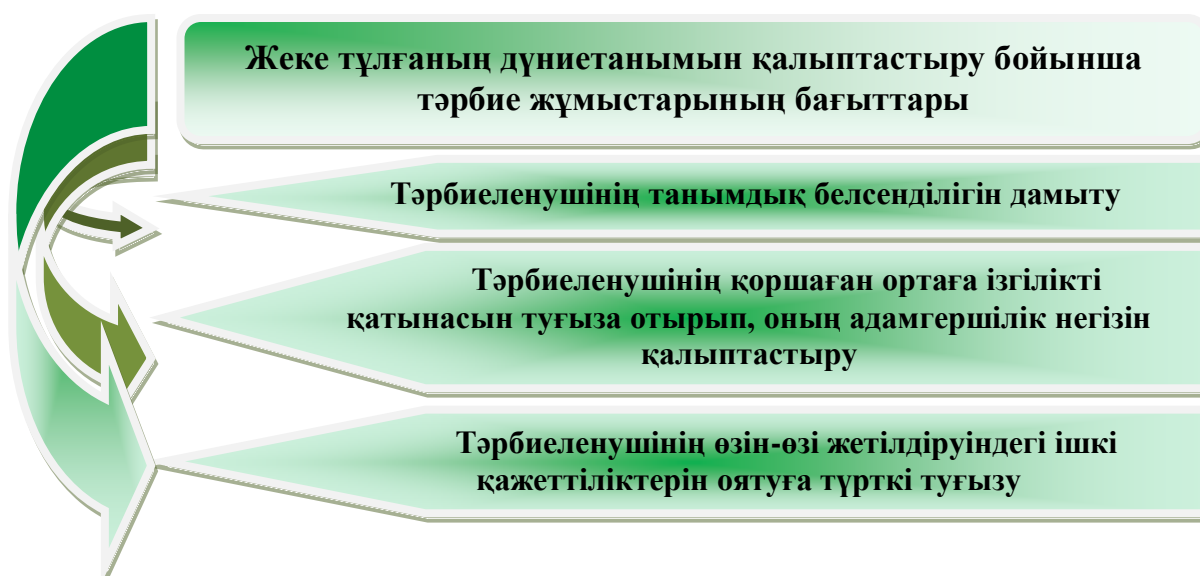 Жеке тұлғаның дүниетанымын қалыптастыру бойынша
тәрбие жұмыстарының бағыттары
Тәрбиеленушінің танымдық белсенділігін дамыту
Тәрбиеленушінің қоршаған ортаға ізгілікті
қатынасын туғыза отырып, оның адамгершілік негізін
қалыптастыру
Тәрбиеленушінің өзін-өзі жетілдіруіндегі ішкі
қажеттіліктерін оятуға түрткі туғызу